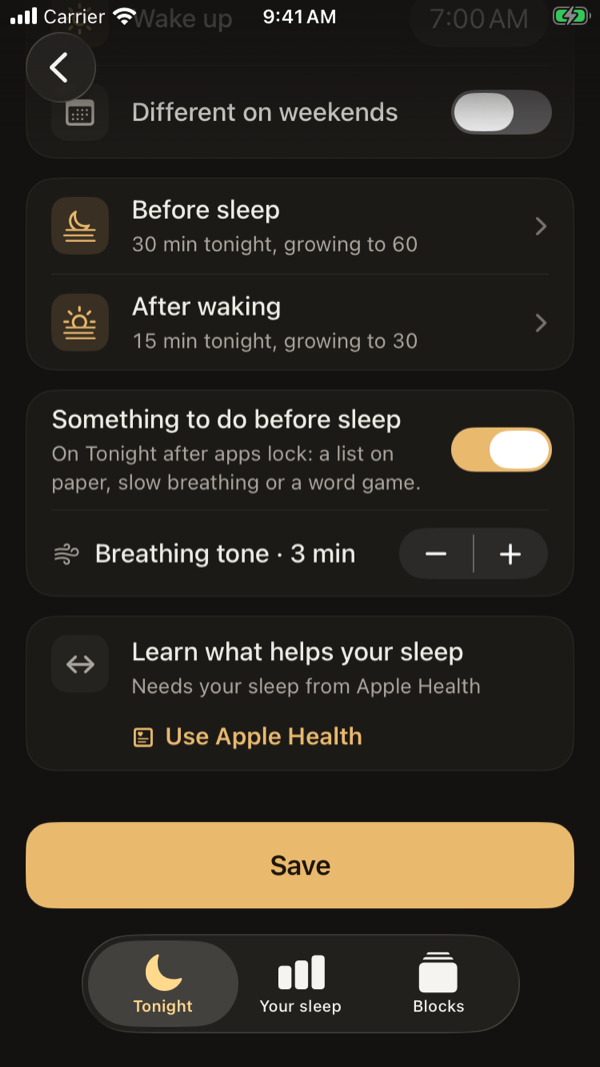 Carrier 9:41 AM
Wake up 7:00 AM
Different on weekends
Before sleep
30 min tonight, growing to 60
After waking
15 min tonight, growing to 30
Something to do before sleep
On Tonight after apps lock: a list on
paper, slow breathing or a word game.
Breathing tone · 3 min
Learn what helps your sleep
Needs your sleep from Apple Health
Use Apple Health
Save
Tonight Your sleep Blocks